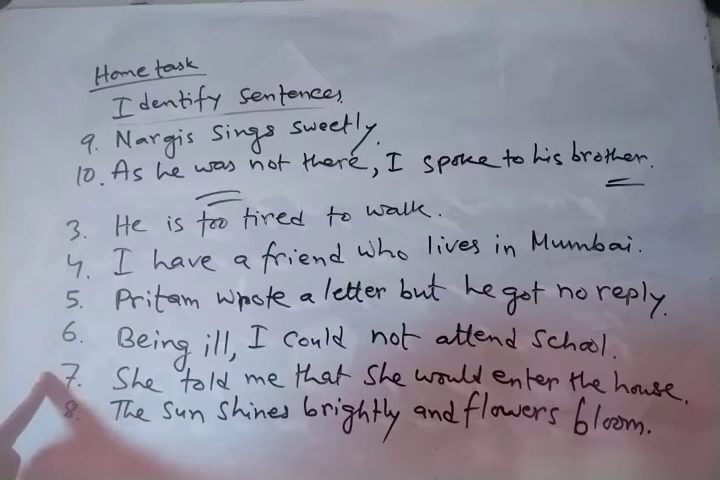 Home task
Identify sentences.
9. Nargis Sings sweetly.
10. As he was not there, I spoke to his brother.
3. He is too tired to walk.
4. I have a friend who lives in Mumbai.
5. Pritam wrote a letter but he got no reply.
6. Being ill, I could not attend School.
7. She told me that She would enter the house.
8. The Sun Shines brightly and flowers bloom.